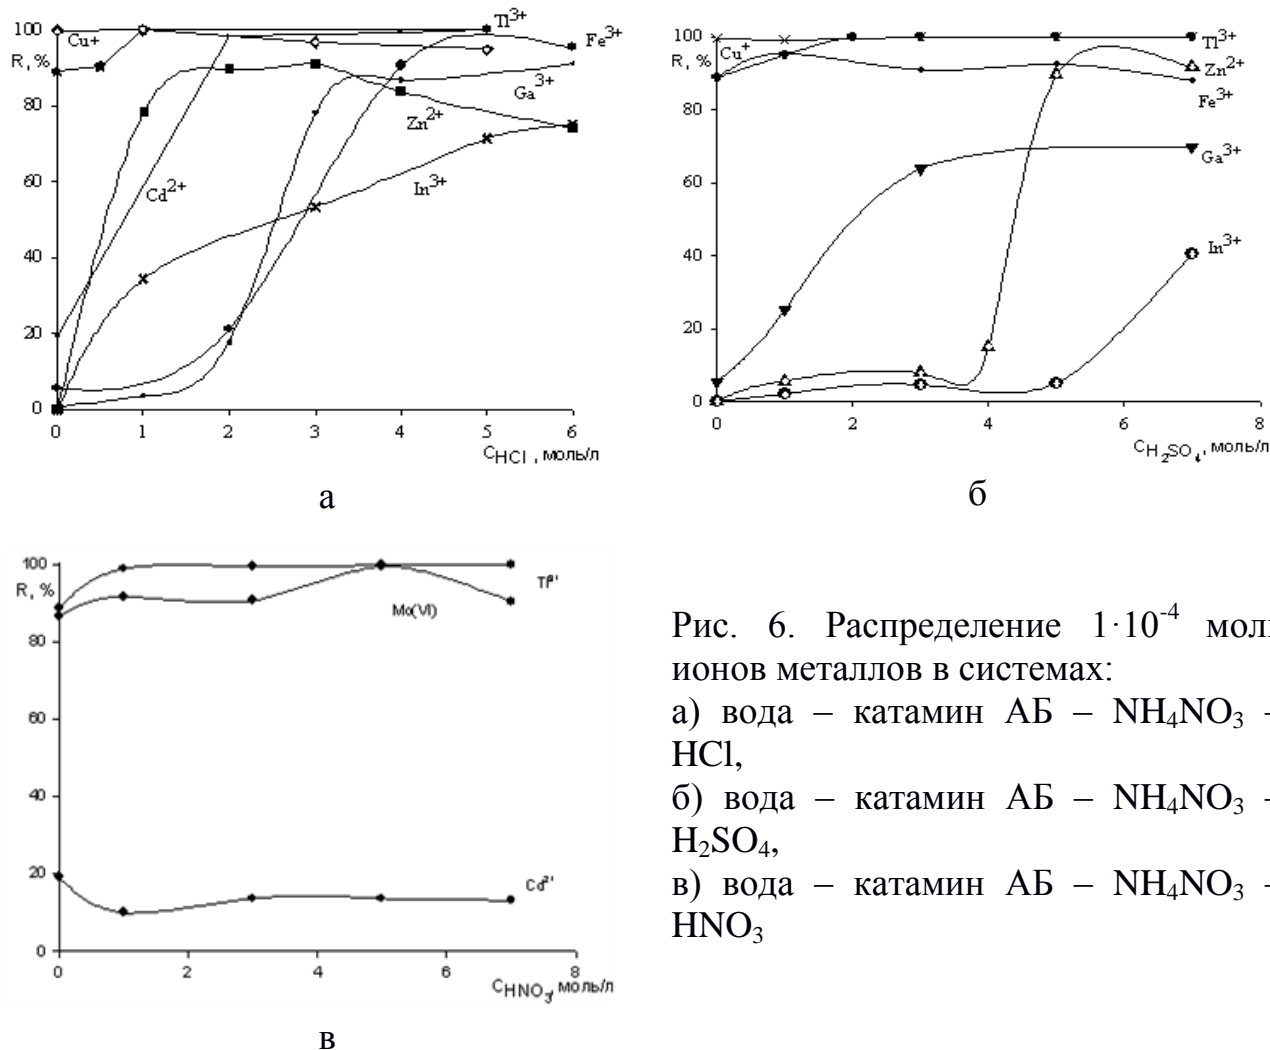 100
R, %
80
60
40
20
0
0 1 2 3 4 5 6
Cu+
Tl3+
Fe3+
Ga3+
Zn2+
Cd2+
In3+
CHCl , моль/л
а
100
R, %
80
60
40
20
0
0 2 4 6 8
Cu+
Tl3+
Zn2+
Fe3+
Ga3+
In3+
CH2SO4, моль/л
б
100
R, %
80
60
40
20
0
0 2 4 6 8
Mo(VI)
CHNO3, моль/л
в
Рис. 6. Распределение 1·10-4
ионов металлов в системах:
а) вода – катамин АБ – NH4NO3 –
HCl,
б) вода – катамин АБ – NH4NO3 –
H2SO4,
в) вода – катамин АБ – NH4NO3 –
HNO3